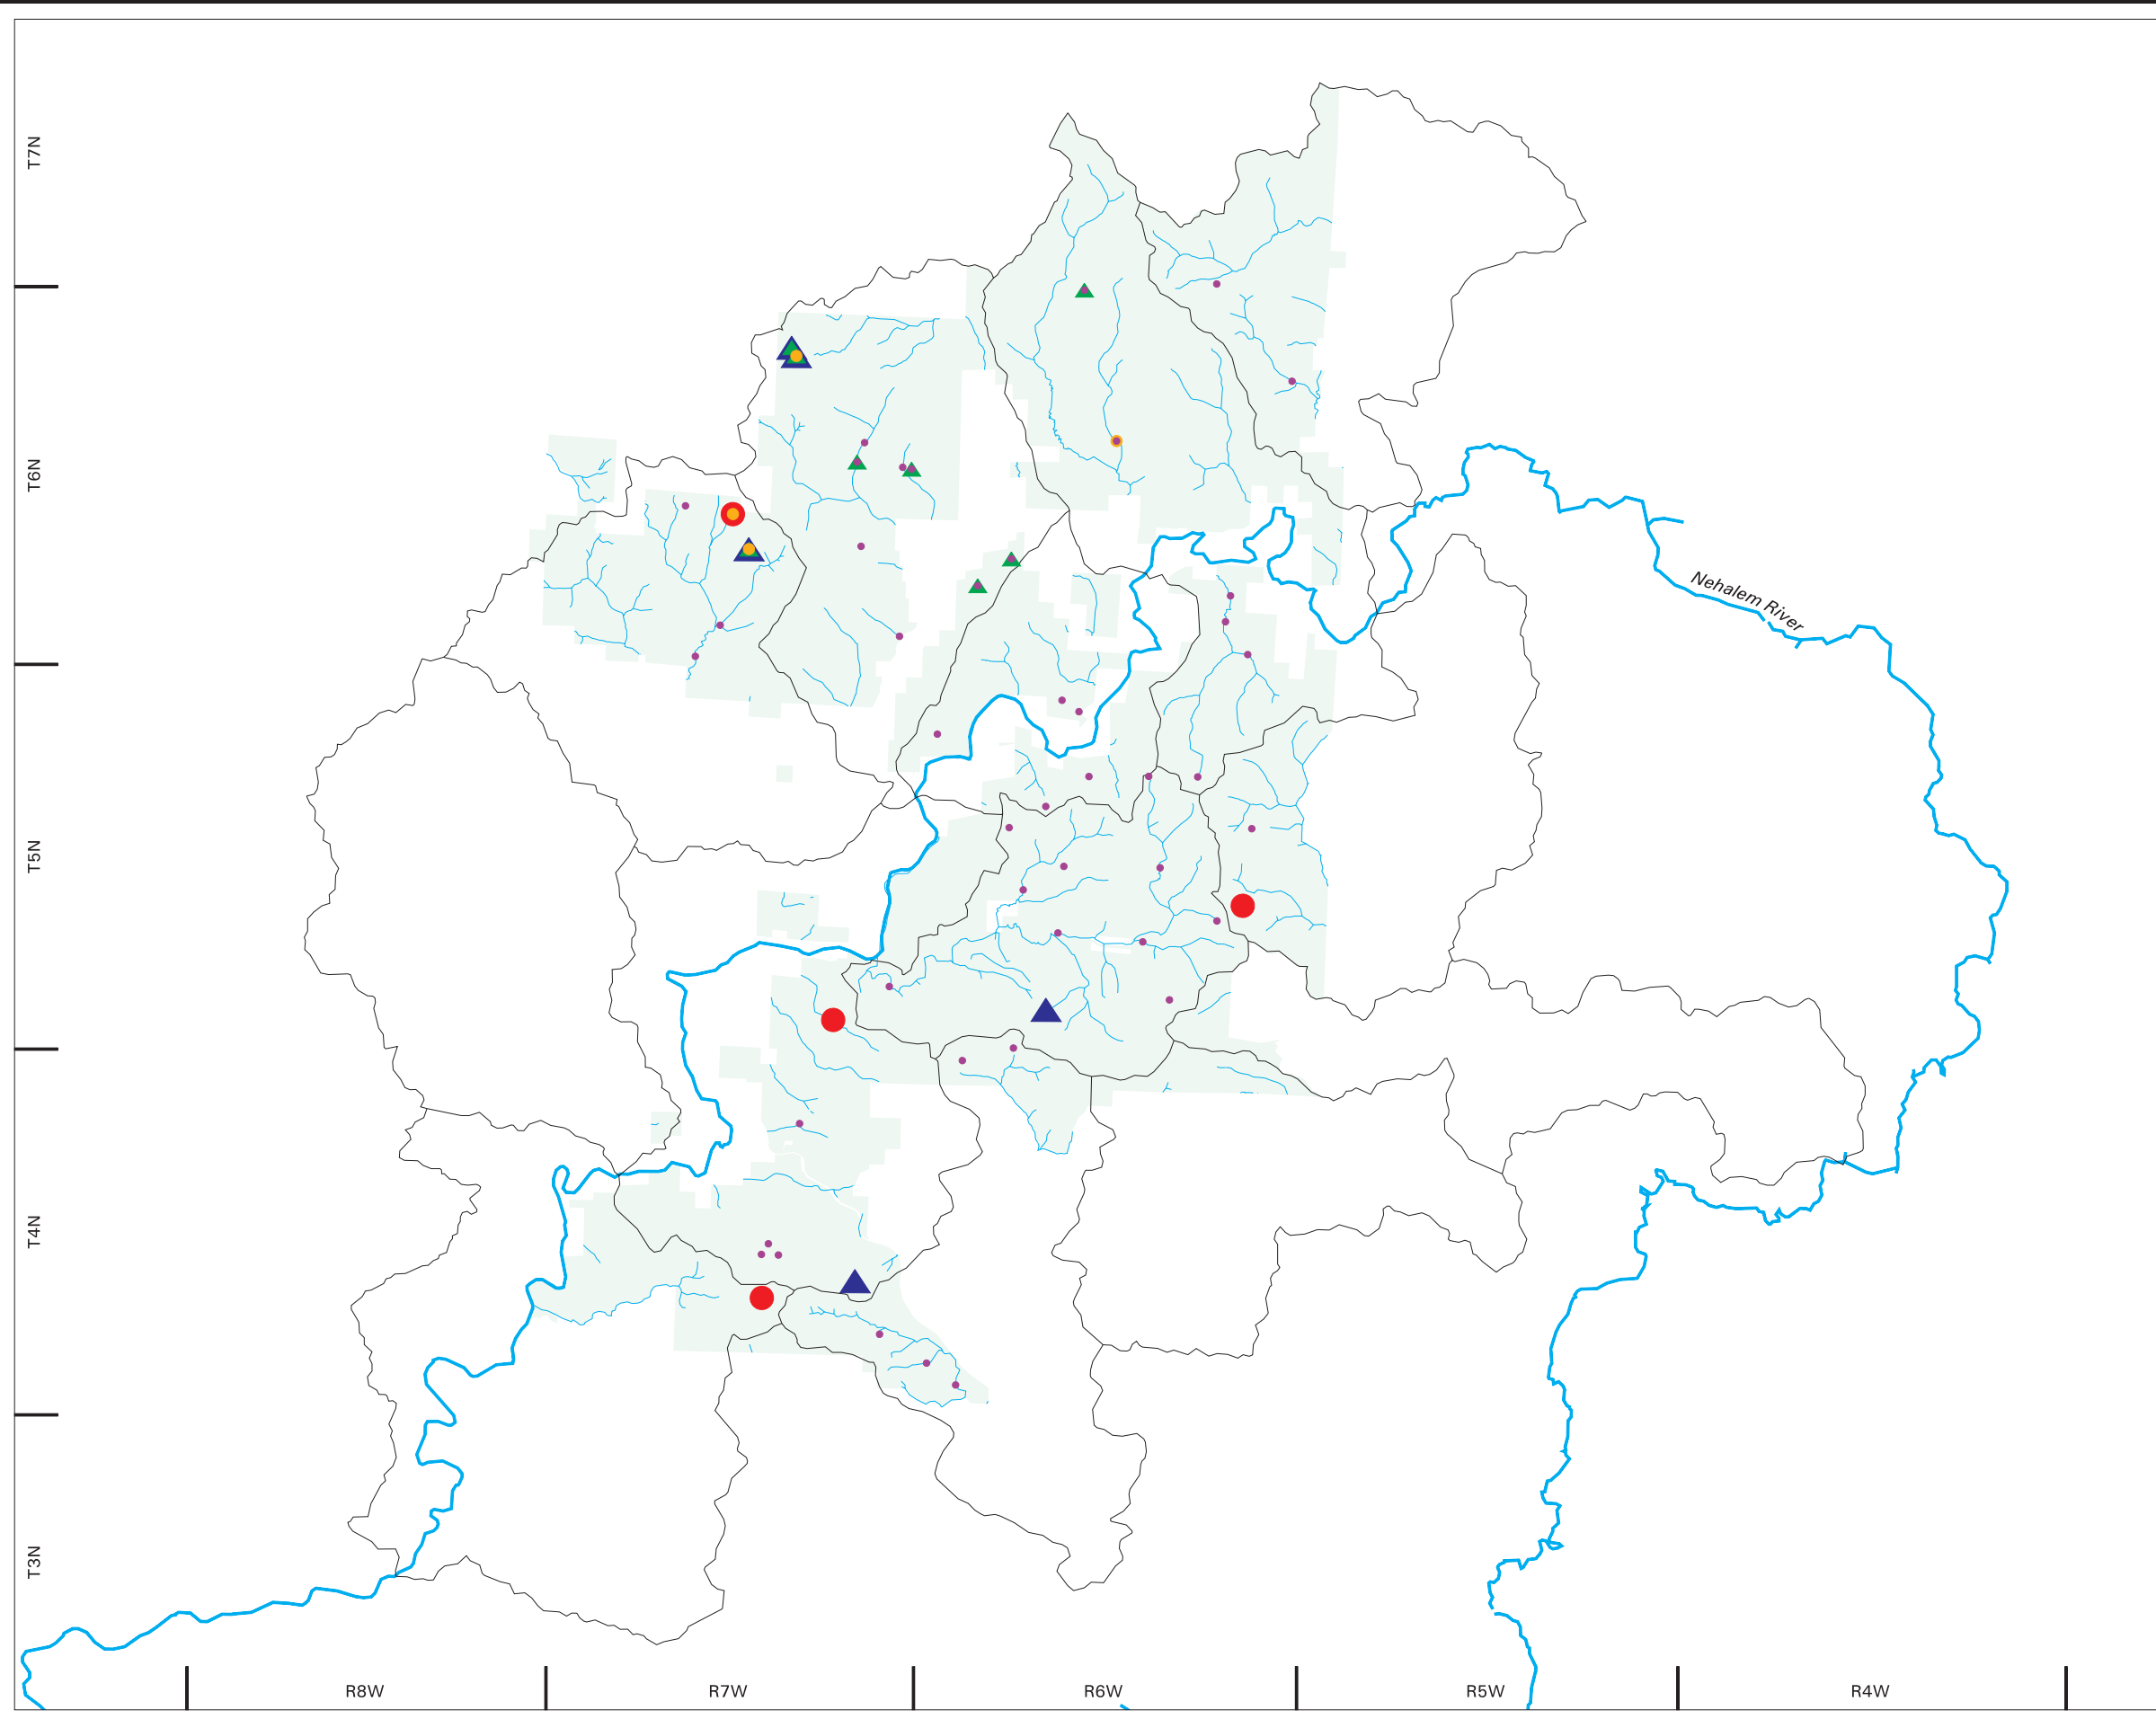 T7N
T6N
Nehalem River
T5N
T4N
T3N
R8W
R7W
R6W
R5W
R4W